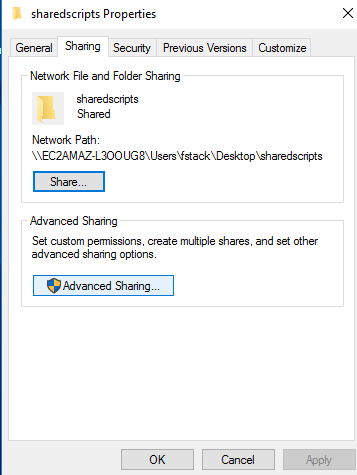 sharedscripts Properties
General Sharing Security Previous Versions Customize
Network File and Folder Sharing
sharedscripts
Shared
Network Path:
\\EC2AMAZ-L3OOUG8\Users\fstack\Desktop\sharedscripts
Share...
Advanced Sharing
Set custom permissions, create multiple shares, and set other
advanced sharing options.
Advanced Sharing...
OK Cancel Apply